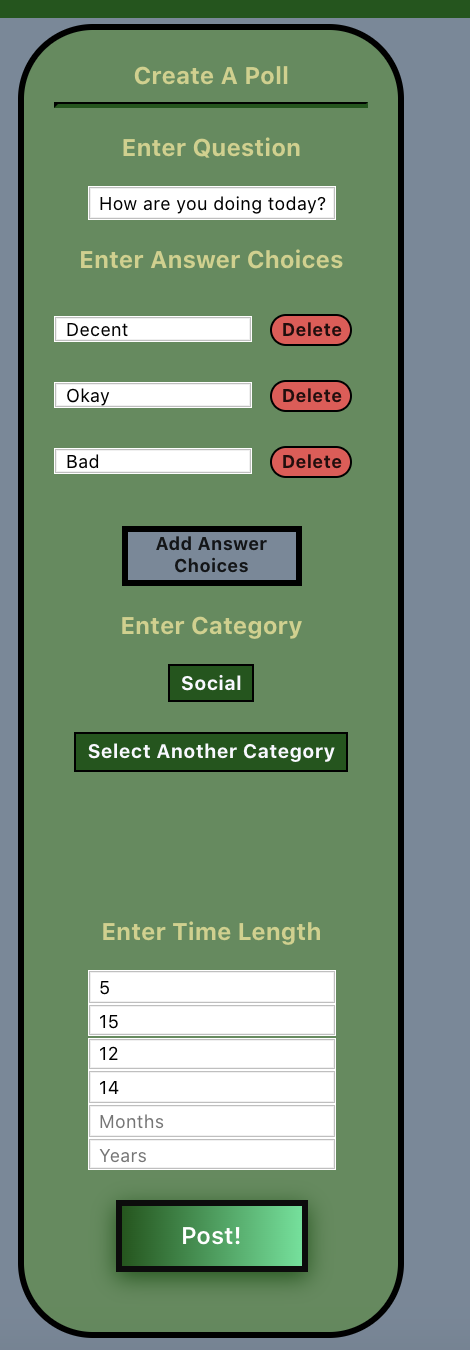 Create A Poll
Enter Question
How are you doing today?
Enter Answer Choices
Decent
Delete
Okay
Delete
Bad
Delete
Add Answer
Choices
Enter Category
Social
Select Another Category
Enter Time Length
5
15
12
14
Months
Years
Post!